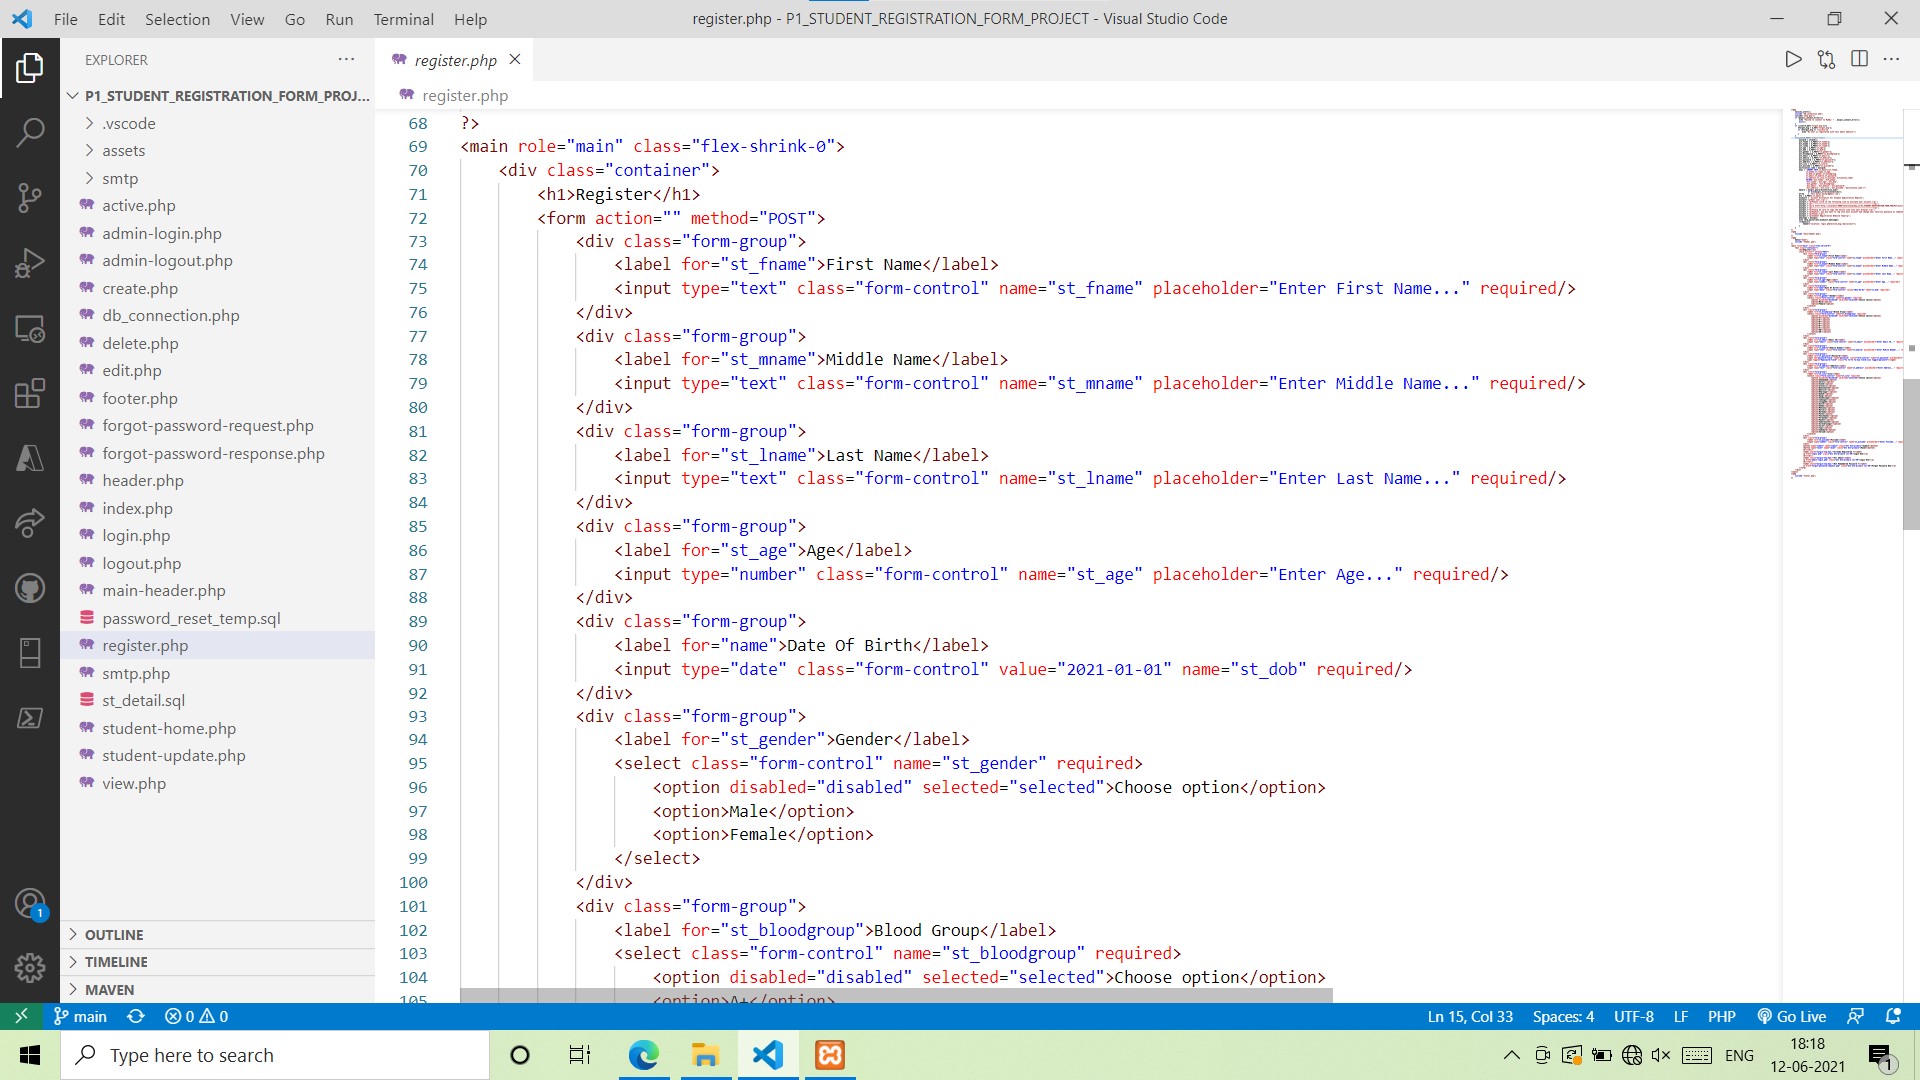 File Edit Selection View Go Run Terminal Help
register.php - P1_STUDENT_REGISTRATION_FORM_PROJECT - Visual Studio Code
EXPLORER
P1_STUDENT_REGISTRATION_FORM_PROJ...
.vscode
assets
smtp
active.php
admin-login.php
admin-logout.php
create.php
db_connection.php
delete.php
edit.php
footer.php
forgot-password-request.php
forgot-password-response.php
header.php
index.php
login.php
logout.php
main-header.php
password_reset_temp.sql
register.php
smtp.php
st_detail.sql
student-home.php
student-update.php
view.php
OUTLINE
TIMELINE
MAVEN
1
register.php
register.php
68 ?>
69 <main role="main" class="flex-shrink-0">
70 <div class="container">
71 <h1>Register</h1>
72 <form action="" method="POST">
73 <div class="form-group">
74 <label for="st_fname">First Name</label>
75 <input type="text" class="form-control" name="st_fname" placeholder="Enter First Name..." required/>
76 </div>
77 <div class="form-group">
78 <label for="st_mname">Middle Name</label>
79 <input type="text" class="form-control" name="st_mname" placeholder="Enter Middle Name..." required/>
80 </div>
81 <div class="form-group">
82 <label for="st_lname">Last Name</label>
83 <input type="text" class="form-control" name="st_lname" placeholder="Enter Last Name..." required/>
84 </div>
85 <div class="form-group">
86 <label for="st_age">Age</label>
87 <input type="number" class="form-control" name="st_age" placeholder="Enter Age..." required/>
88 </div>
89 <div class="form-group">
90 <label for="name">Date Of Birth</label>
91 <input type="date" class="form-control" value="2021-01-01" name="st_dob" required/>
92 </div>
93 <div class="form-group">
94 <label for="st_gender">Gender</label>
95 <select class="form-control" name="st_gender" required>
96 <option disabled="disabled" selected="selected">Choose option</option>
97 <option>Male</option>
98 <option>Female</option>
99 </select>
100 </div>
101 <div class="form-group">
102 <label for="st_bloodgroup">Blood Group</label>
103 <select class="form-control" name="st_bloodgroup" required>
104 <option disabled="disabled" selected="selected">Choose option</option>
105 <option>A+</option>
main 0 0
Ln 15, Col 33 Spaces: 4 UTF-8 LF PHP Go Live
Type here to search
ENG
18:18
12-06-2021
1